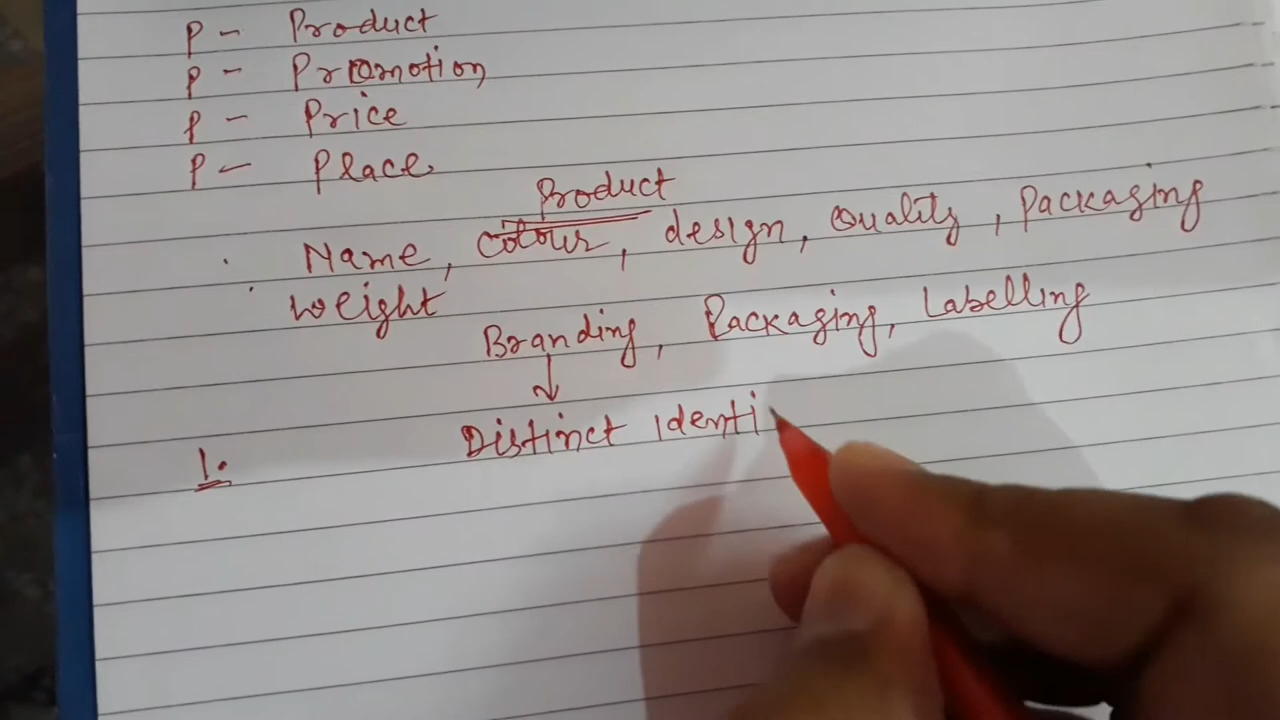 P - Product
P - Promotion
P - Price
P - Place
Product
Name, colour, design, quality, Packaging
Weight
Branding, Packaging, Labelling
↓
1. Distinct identi